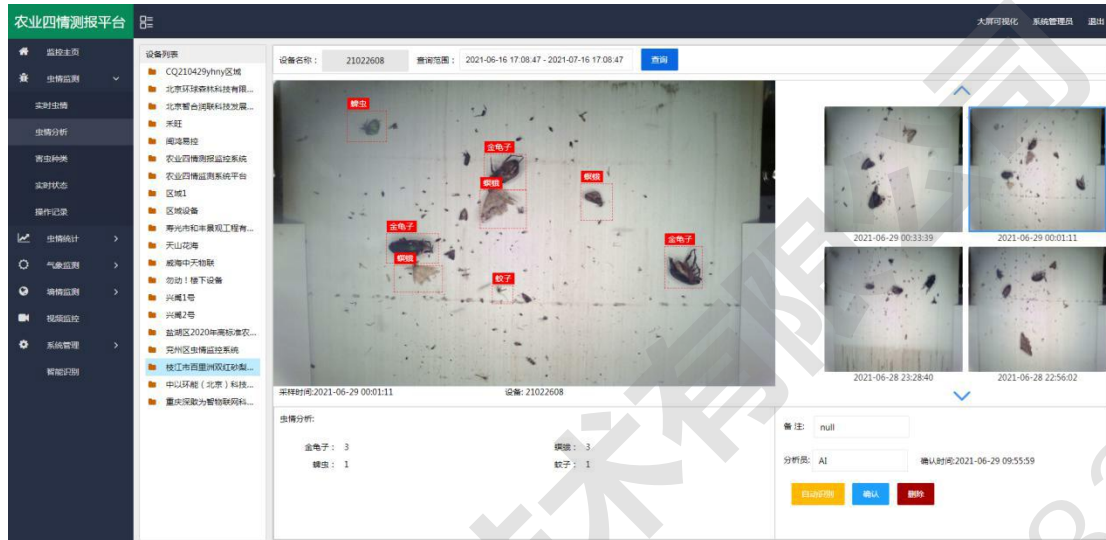 农业四情测报平台
大屏可视化 系统管理员 退出
监控主页
虫情监测
实时虫情
虫情分析
害虫种类
实时状态
操作记录
虫情统计
气象监测
墒情监测
视频监控
系统管理
智能识别
设备列表
CQ210429yhny区域
北京环球森林科技有限...
北京智合润联科技发展...
禾旺
闽鸿易控
农业四情测报监控系统
农业四情监测系统平台
区域1
区域设备
寿光市和丰景观工程有...
天山花海
威海中天物联
勿动!楼下设备
兴阈1号
兴阈2号
盐湖区2020年高标准农...
兖州区虫情监控系统
枝江市百里洲双红砂梨...
中以环能(北京)科技...
重庆深散为智物联网科...
设备名称: 21022608 查询范围: 2021-06-16 17:08:47 - 2021-07-16 17:08:47 查询
蝽虫
金龟子
螟蛾
螟蛾
金龟子
螟蛾
金龟子
蚊子
采样时间:2021-06-29 00:01:11 设备: 21022608
2021-06-29 00:33:39 2021-06-29 00:01:11
2021-06-28 23:28:40 2021-06-28 22:56:02
虫情分析:
金龟子: 3 螟蛾: 3
蝽虫: 1 蚊子: 1
备注: null
分析员: AI 确认时间:2021-06-29 09:55:59
自动识别 确认 删除
技术有限公司